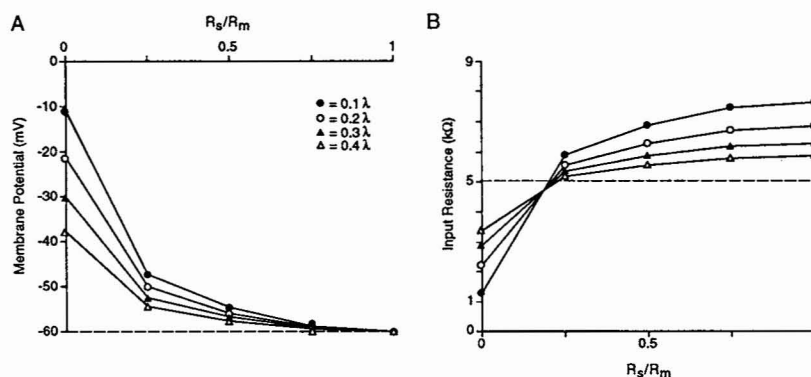 A
Rs/Rm
0
0.5
1
0
-10
-20
-30
-40
-50
-60
Membrane Potential (mV)
● = 0.1 λ
○ = 0.2 λ
▲ = 0.3 λ
△ = 0.4 λ
B
9
5
1
0
Input Resistance (kΩ)
0
0.5
Rs/Rm